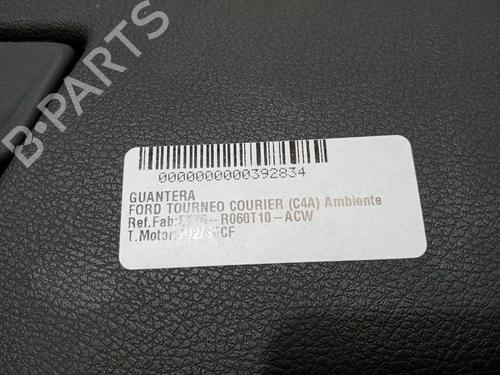 B-PARTS
0000000000392834
GUANTERA
FORD TOURNEO COURIER (C4A) Ambiente
Ref.Fab: -R060T10-ACW
T.Motor: